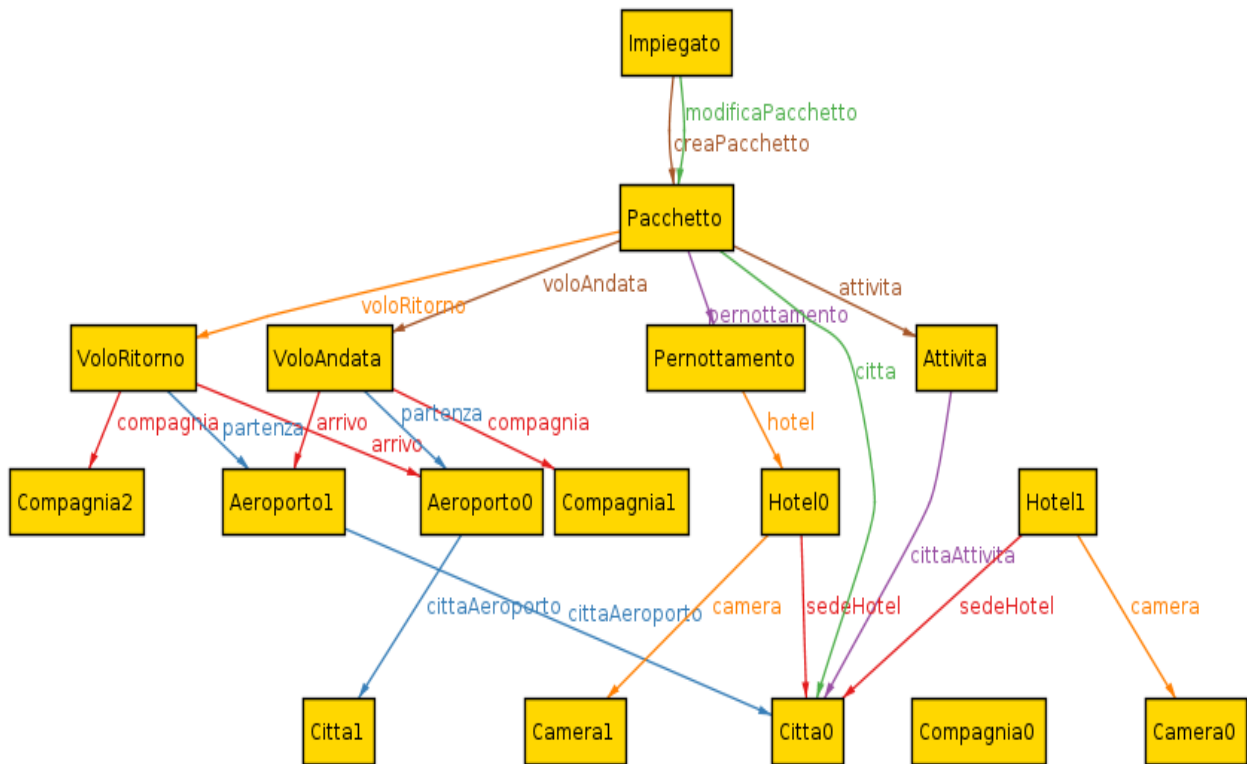 Impiegato
modificaPacchetto
creaPacchetto
Pacchetto
voloAndata
attivita
voloRitorno
pernottamento
VoloRitorno
VoloAndata
Pernottamento
Attivita
citta
compagnia
partenza
arrivo
arrivo
partenza
compagnia
hotel
Compagnia2
Aeroporto1
Aeroporto0
Compagnia1
Hotel0
Hotel1
cittaAttivita
cittaAeroporto
cittaAeroporto
camera
sedeHotel
sedeHotel
camera
Citta1
Camera1
Citta0
Compagnia0
Camera0